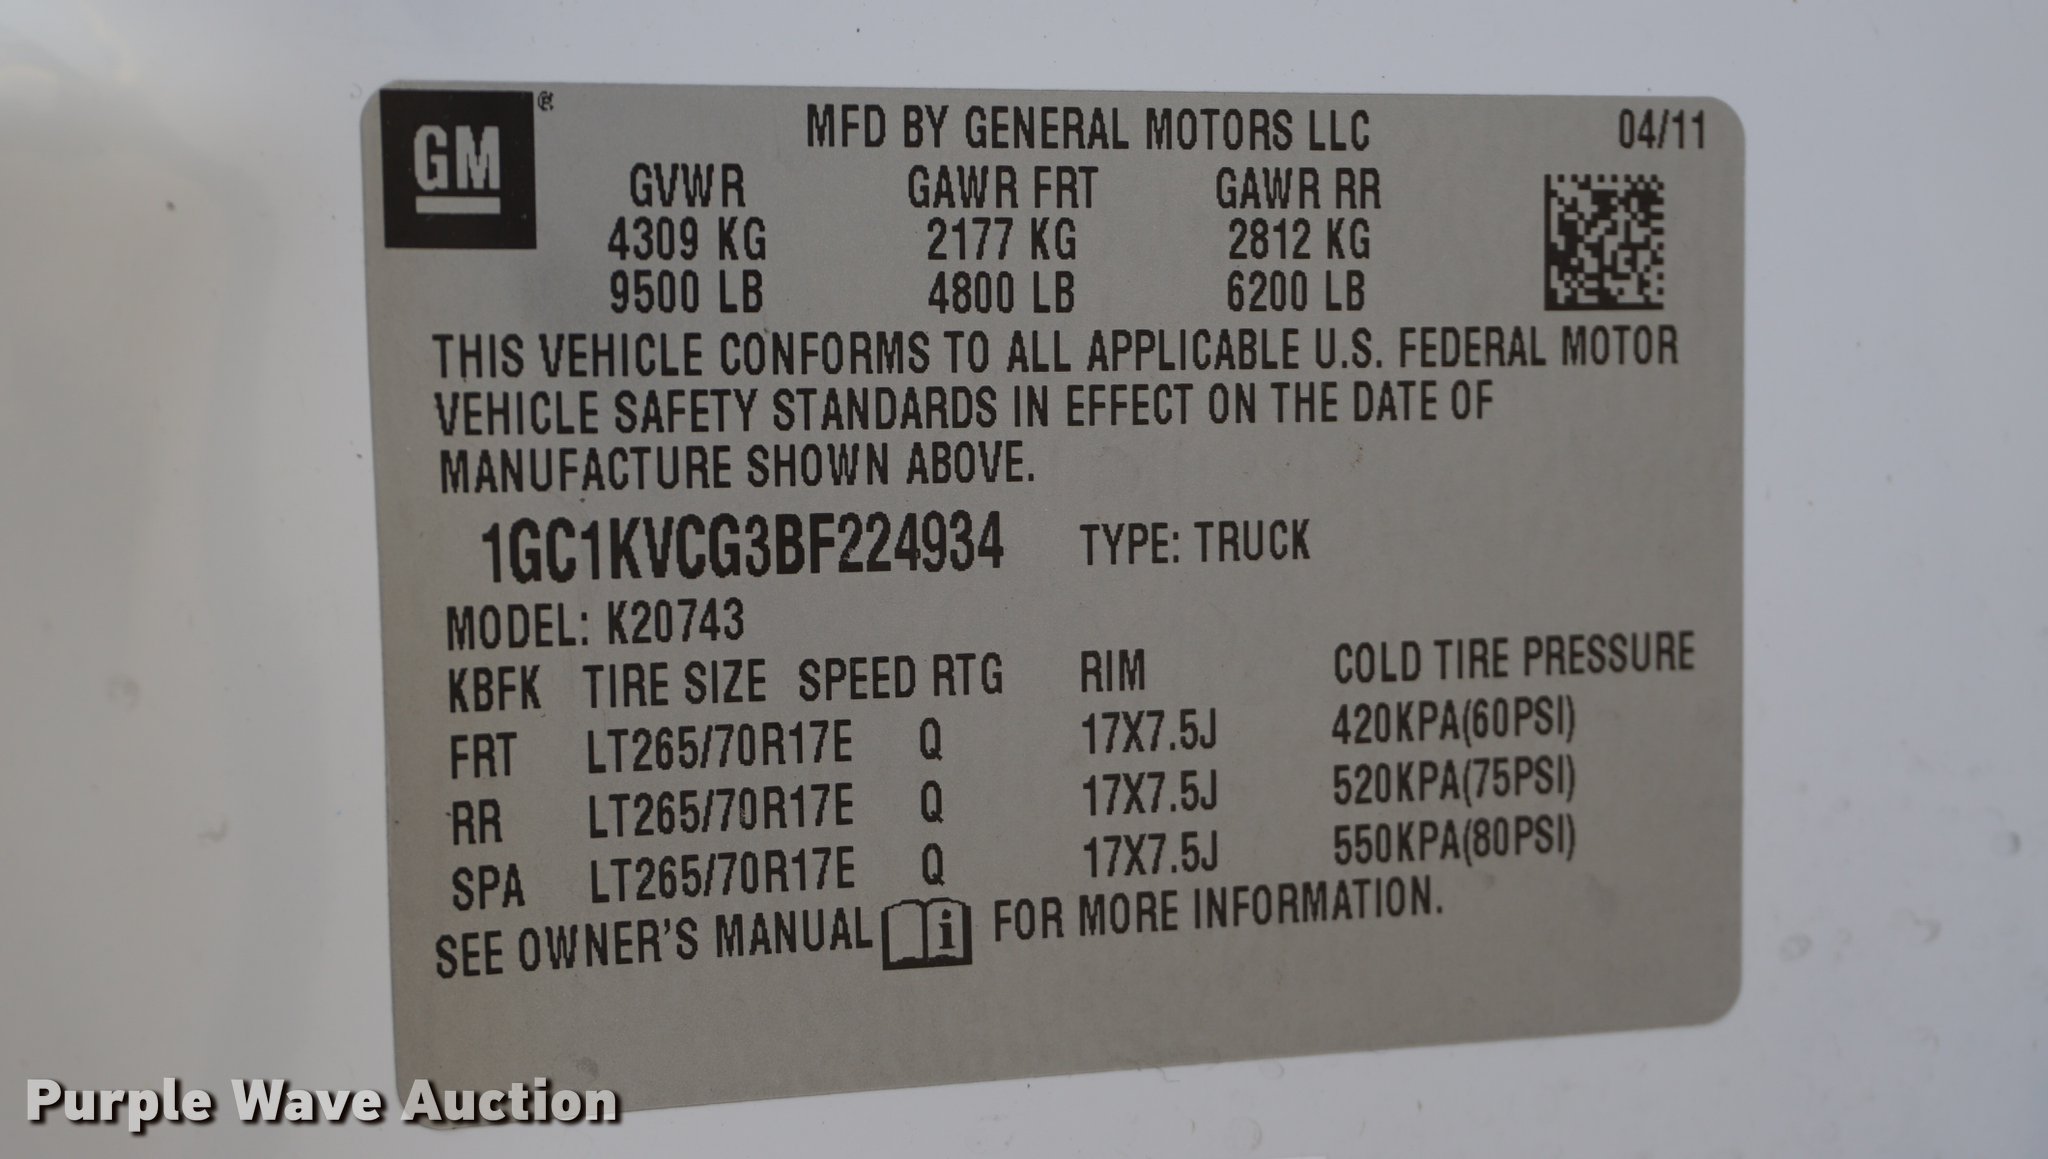 GM ®
MFD BY GENERAL MOTORS LLC 04/11
GVWR GAWR FRT GAWR RR
4309 KG 2177 KG 2812 KG
9500 LB 4800 LB 6200 LB
THIS VEHICLE CONFORMS TO ALL APPLICABLE U.S. FEDERAL MOTOR
VEHICLE SAFETY STANDARDS IN EFFECT ON THE DATE OF
MANUFACTURE SHOWN ABOVE.
1GC1KVCG3BF224934 TYPE: TRUCK
MODEL: K20743
KBFK TIRE SIZE SPEED RTG RIM COLD TIRE PRESSURE
FRT LT265/70R17E Q 17X7.5J 420KPA(60PSI)
RR LT265/70R17E Q 17X7.5J 520KPA(75PSI)
SPA LT265/70R17E Q 17X7.5J 550KPA(80PSI)
SEE OWNER'S MANUAL i FOR MORE INFORMATION.
Purple Wave Auction